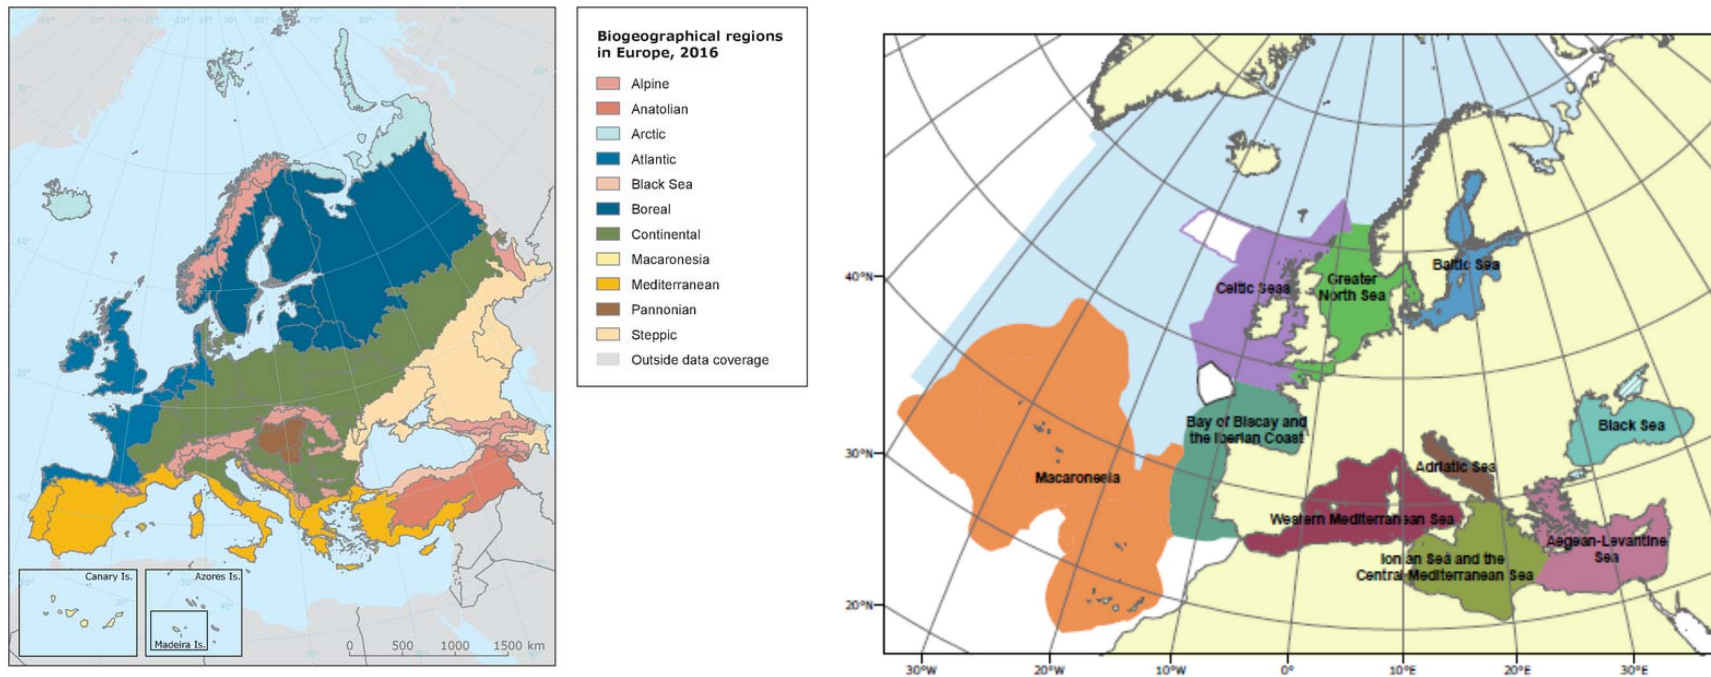 Biogeographical regions
in Europe, 2016
Alpine
Anatolian
Arctic
Atlantic
Black Sea
Boreal
Continental
Macaronesia
Mediterranean
Pannonian
Steppic
Outside data coverage
Canary Is.
Azores Is.
Madeira Is.
0 500 1000 1500 km
40°N
30°N
20°N
Celtic Seas
Greater
North Sea
Baltic Sea
Bay of Biscay and
the Iberian Coast
Black Sea
Macaronesia
Adriatic Sea
Western Mediterranean Sea
Aegean-Levantine
Sea
Ionian Sea and the
Central Mediterranean Sea
30°W 20°W 10°W 0° 10°E 20°E 30°E